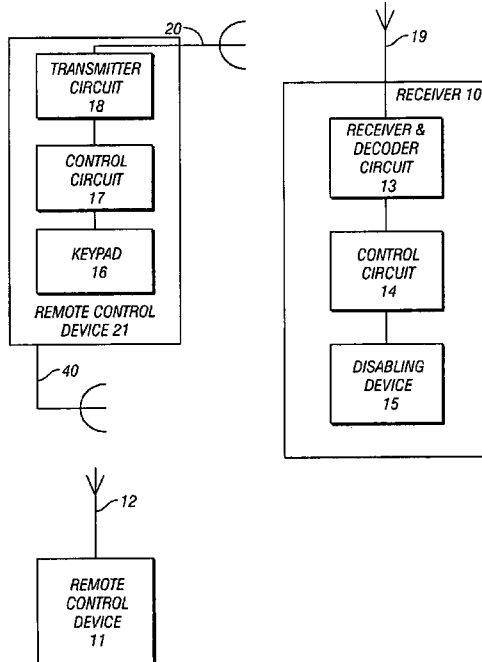 20
TRANSMITTER
CIRCUIT
18
CONTROL
CIRCUIT
17
KEYPAD
16
REMOTE CONTROL
DEVICE 21
40
12
REMOTE
CONTROL
DEVICE
11
19
RECEIVER 10
RECEIVER &
DECODER
CIRCUIT
13
CONTROL
CIRCUIT
14
DISABLING
DEVICE
15